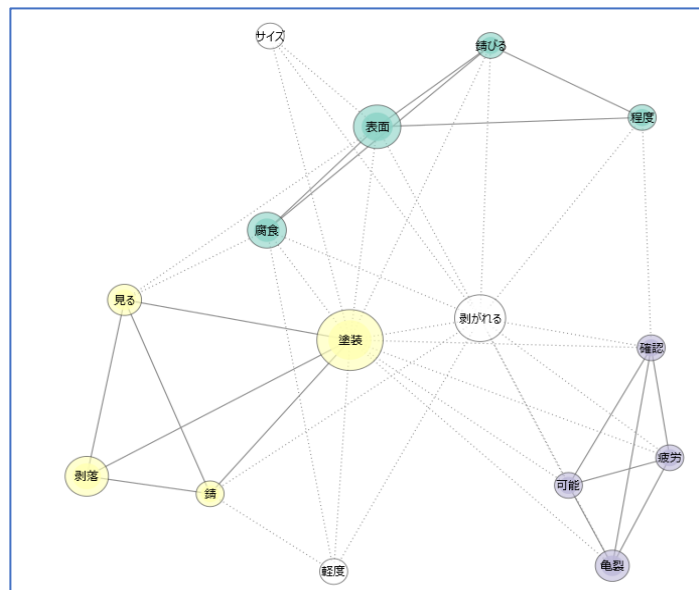 サイズ
錆びる
表面
程度
腐食
見る
剥がれる
塗装
確認
疲労
剥落
可能
錆
亀裂
軽度